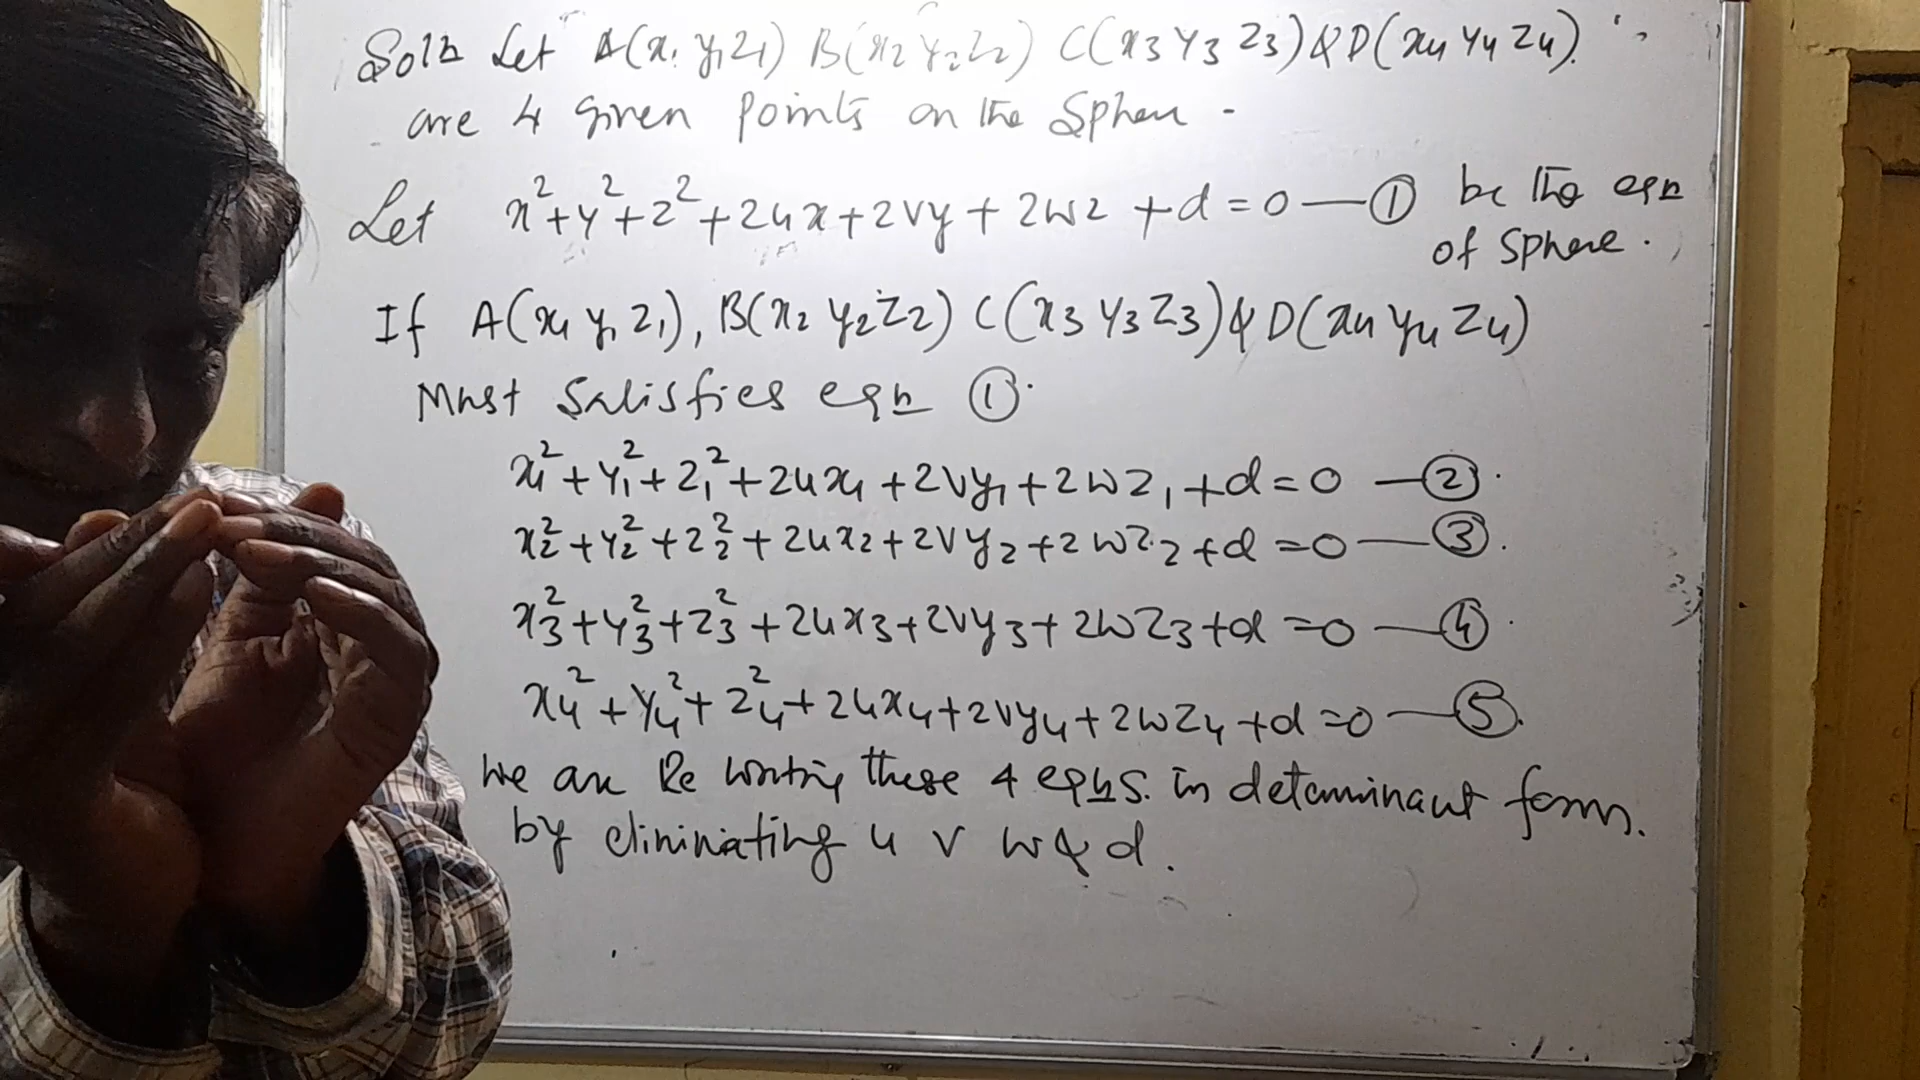 Soln Let A(x1 y1 z1) B(x2 y2 z2) C(x3 y3 z3) & D(x4 y4 z4).
are 4 given points on the Sphere -
Let x²+y²+z²+2ux+2vy+2wz+d=0 — ① be the eqn
of Sphere.
If A(x1 y1 z1), B(x2 y2 z2) C(x3 y3 z3) & D(x4 y4 z4)
Must Satisfies eqn ①.
x₁²+y₁²+z₁²+2ux₁+2vy₁+2wz₁+d=0 — ②.
x₂²+y₂²+z₂²+2ux₂+2vy₂+2wz₂+d=0 — ③.
x₃²+y₃²+z₃²+2ux₃+2vy₃+2wz₃+d=0 — ④.
x₄²+y₄²+z₄²+2ux₄+2vy₄+2wz₄+d=0 — ⑤.
We are Re writing these 4 eqns. in determinant form.
by eliminating u v w & d.